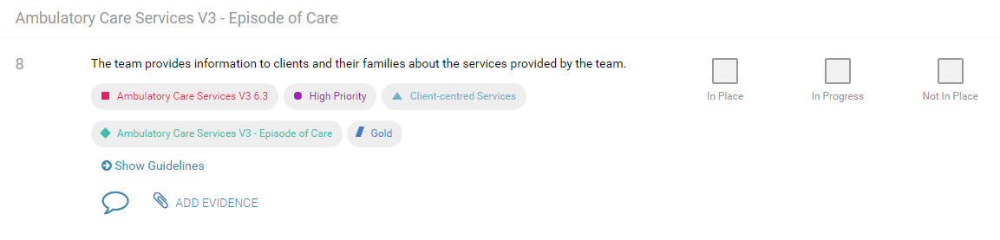 Ambulatory Care Services V3 - Episode of Care
8
The team provides information to clients and their families about the services provided by the team.
In Place
In Progress
Not In Place
Ambulatory Care Services V3 6.3
High Priority
Client-centred Services
Ambulatory Care Services V3 - Episode of Care
Gold
Show Guidelines
ADD EVIDENCE